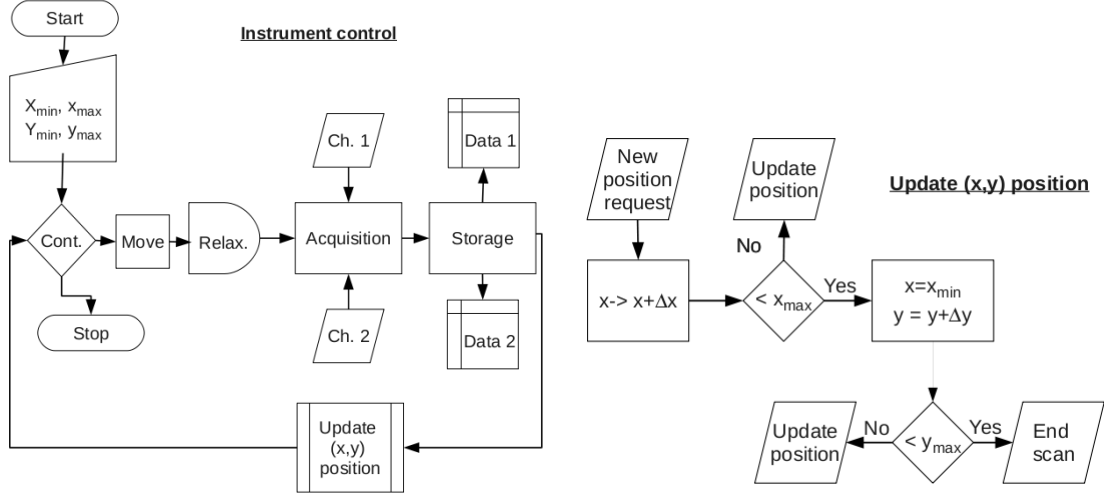 Start
Instrument control
Xmin, xmax
Ymin, ymax
Ch. 1
Data 1
Cont.
Move
Relax.
Acquisition
Storage
Stop
Ch. 2
Data 2
Update
(x,y)
position
Update (x,y) position
New
position
request
Update
position
No
x-> x+Δx
< xmax
Yes
x=xmin
y = y+Δy
Update
position
No
< ymax
Yes
End
scan